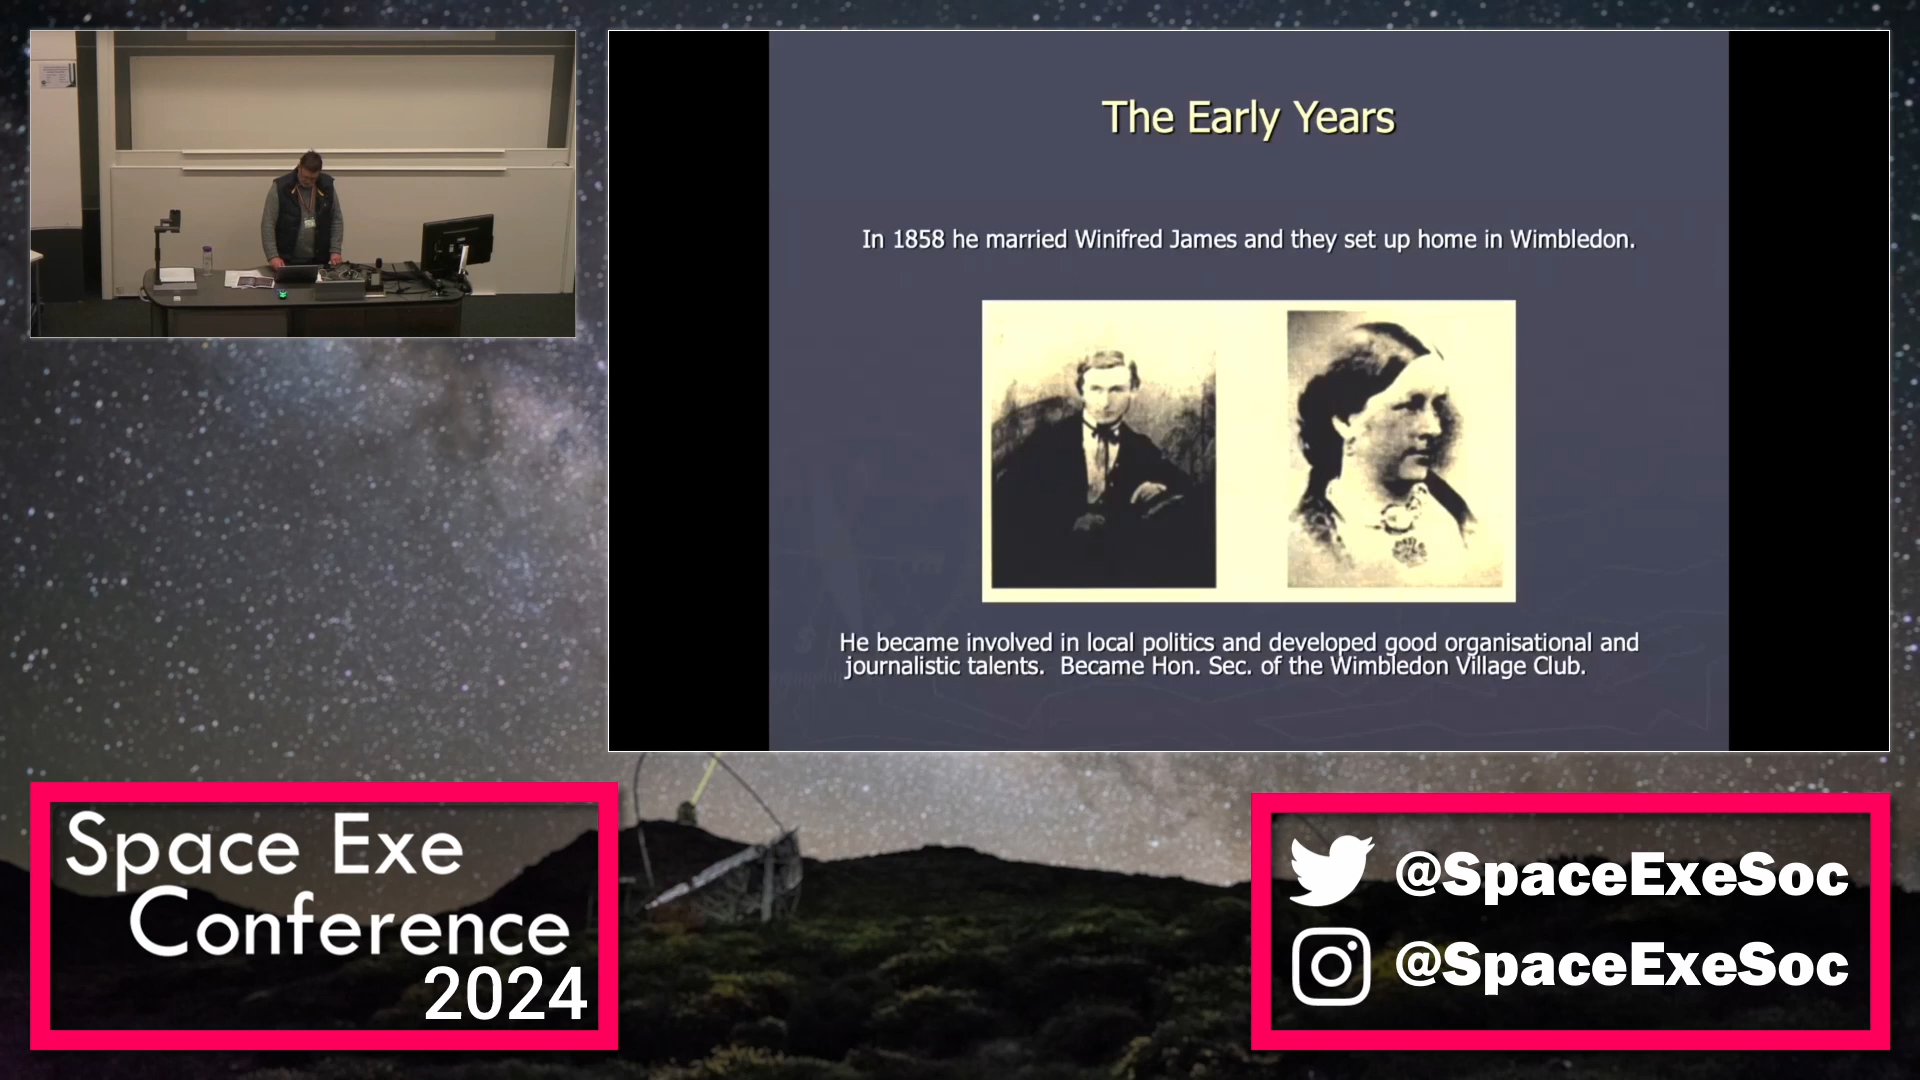 The Early Years
In 1858 he married Winifred James and they set up home in Wimbledon.
He became involved in local politics and developed good organisational and
journalistic talents. Became Hon. Sec. of the Wimbledon Village Club.
Space Exe
Conference
2024
@SpaceExeSoc
@SpaceExeSoc